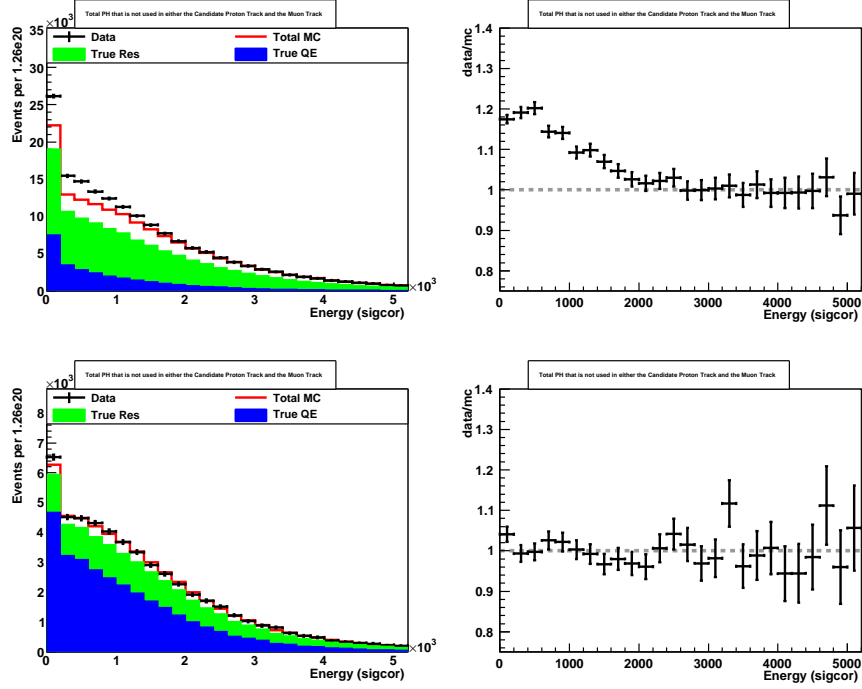 Total PH that is not used in either the Candidate Proton Track and the Muon Track
×10³
Data
Total MC
True Res
True QE
Events per 1.26e20
35
30
25
20
15
10
5
0
0 1 2 3 4 5
×10³
Energy (sigcor)
Total PH that is not used in either the Candidate Proton Track and the Muon Track
data/mc
1.4
1.3
1.2
1.1
1
0.9
0.8
0 1000 2000 3000 4000 5000
Energy (sigcor)
Total PH that is not used in either the Candidate Proton Track and the Muon Track
×10³
Data
Total MC
True Res
True QE
Events per 1.26e20
8
7
6
5
4
3
2
1
0
0 1 2 3 4 5
×10³
Energy (sigcor)
Total PH that is not used in either the Candidate Proton Track and the Muon Track
data/mc
1.4
1.3
1.2
1.1
1
0.9
0.8
0 1000 2000 3000 4000 5000
Energy (sigcor)